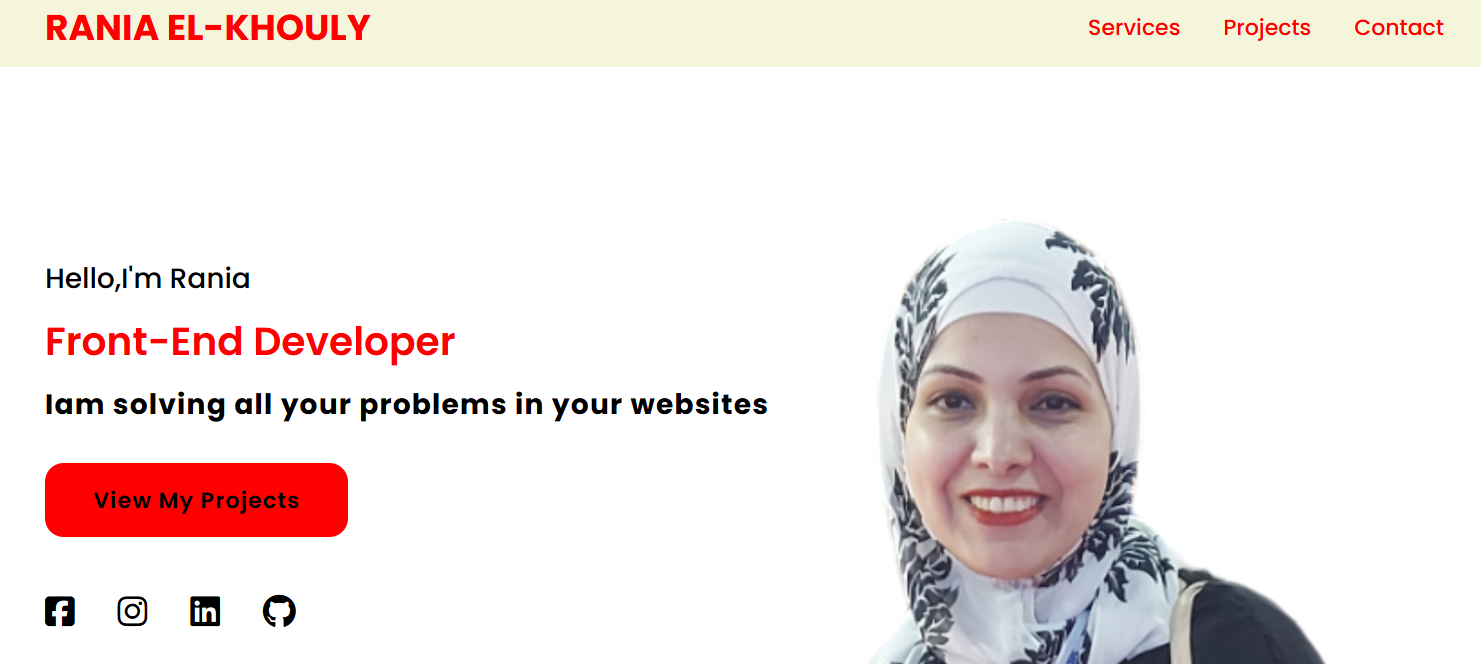 RANIA EL-KHOULY
Services Projects Contact
Hello,I'm Rania
Front-End Developer
Iam solving all your problems in your websites
View My Projects